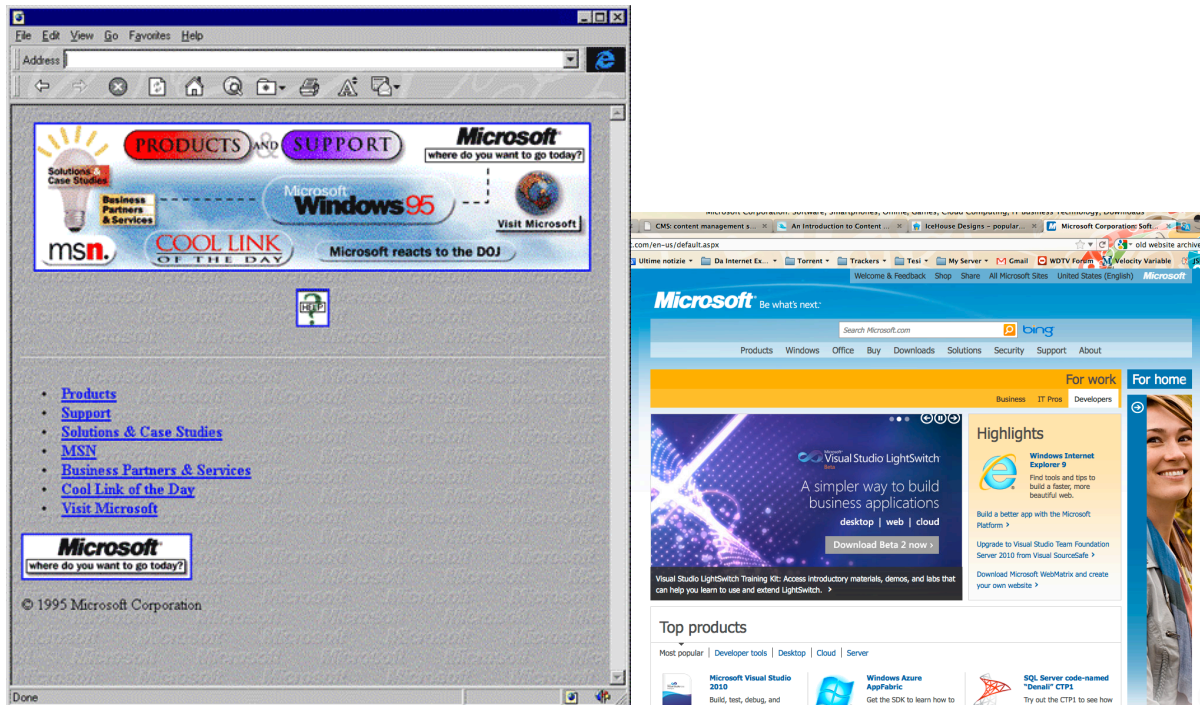 File Edit View Go Favorites Help
Address
PRODUCTS AND SUPPORT
Microsoft
where do you want to go today?
Solutions &
Case Studies
Business
Partners
& Services
Microsoft
Windows 95
Visit Microsoft
msn.
COOL LINK
OF THE DAY
Microsoft reacts to the DOJ
HELP
Products
Support
Solutions & Case Studies
MSN
Business Partners & Services
Cool Link of the Day
Visit Microsoft
Microsoft
where do you want to go today?
© 1995 Microsoft Corporation
Done
Microsoft Corporation: Software, Smartphones, Online, Games, Cloud Computing, IT Business Technology, Downloads
CMS: content management s...
An Introduction to Content ...
IceHouse Designs – popular...
Microsoft Corporation: Soft...
t.com/en-us/default.aspx
old website archive
Ultime notizie
Da Internet Ex...
Torrent
Trackers
Tesi
My Server
Gmail
WDTV Forum
Velocity Variable
JS
Welcome & Feedback Shop Share All Microsoft Sites United States (English) Microsoft
Microsoft Be what's next.
Search Microsoft.com
bing
Products Windows Office Buy Downloads Solutions Security Support About
For work
For home
Business IT Pros Developers
Microsoft
Visual Studio LightSwitch
Beta
A simpler way to build
business applications
desktop | web | cloud
Download Beta 2 now ›
Visual Studio LightSwitch Training Kit: Access introductory materials, demos, and labs that
can help you learn to use and extend LightSwitch. ›
Highlights
Windows Internet
Explorer 9
Find tools and tips to
build a faster, more
beautiful web.
Build a better app with the Microsoft
Platform ›
Upgrade to Visual Studio Team Foundation
Server 2010 from Visual SourceSafe ›
Download Microsoft WebMatrix and create
your own website ›
Top products
Most popular | Developer tools | Desktop | Cloud | Server
Microsoft Visual Studio
2010
Build, test, debug, and
Windows Azure
AppFabric
Get the SDK to learn how to
SQL Server code-named
"Denali" CTP1
Try out the CTP1 to see how